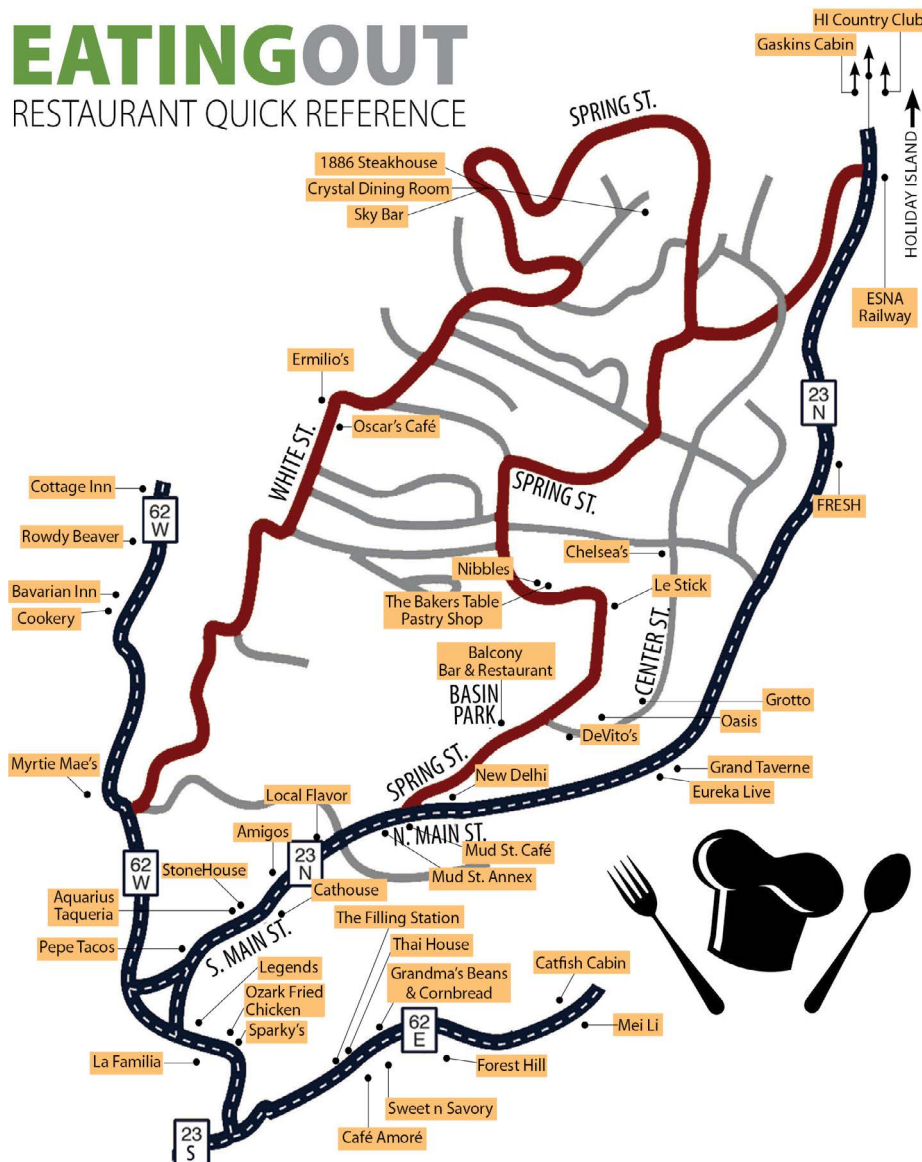 EATINGOUT
RESTAURANT QUICK REFERENCE
HI Country Club
Gaskins Cabin
HOLIDAY ISLAND
SPRING ST.
1886 Steakhouse
Crystal Dining Room
Sky Bar
ESNA
Railway
Ermilio's
23
N
Oscar's Café
WHITE ST.
SPRING ST.
Cottage Inn
62
W
FRESH
Rowdy Beaver
Chelsea's
Nibbles
Le Stick
Bavarian Inn
The Bakers Table
Pastry Shop
Cookery
CENTER ST.
Balcony
Bar & Restaurant
BASIN
PARK
Grotto
Oasis
DeVito's
Myrtie Mae's
SPRING ST.
New Delhi
Grand Taverne
Eureka Live
Local Flavor
N. MAIN ST.
Amigos
Mud St. Café
23
N
62
W
StoneHouse
Mud St. Annex
Cathouse
Aquarius
Taqueria
The Filling Station
S. MAIN ST.
Pepe Tacos
Thai House
Legends
Grandma's Beans
& Cornbread
Catfish Cabin
Ozark Fried
Chicken
Sparky's
62
E
Mei Li
La Familia
Forest Hill
Sweet n Savory
Café Amoré
23
S